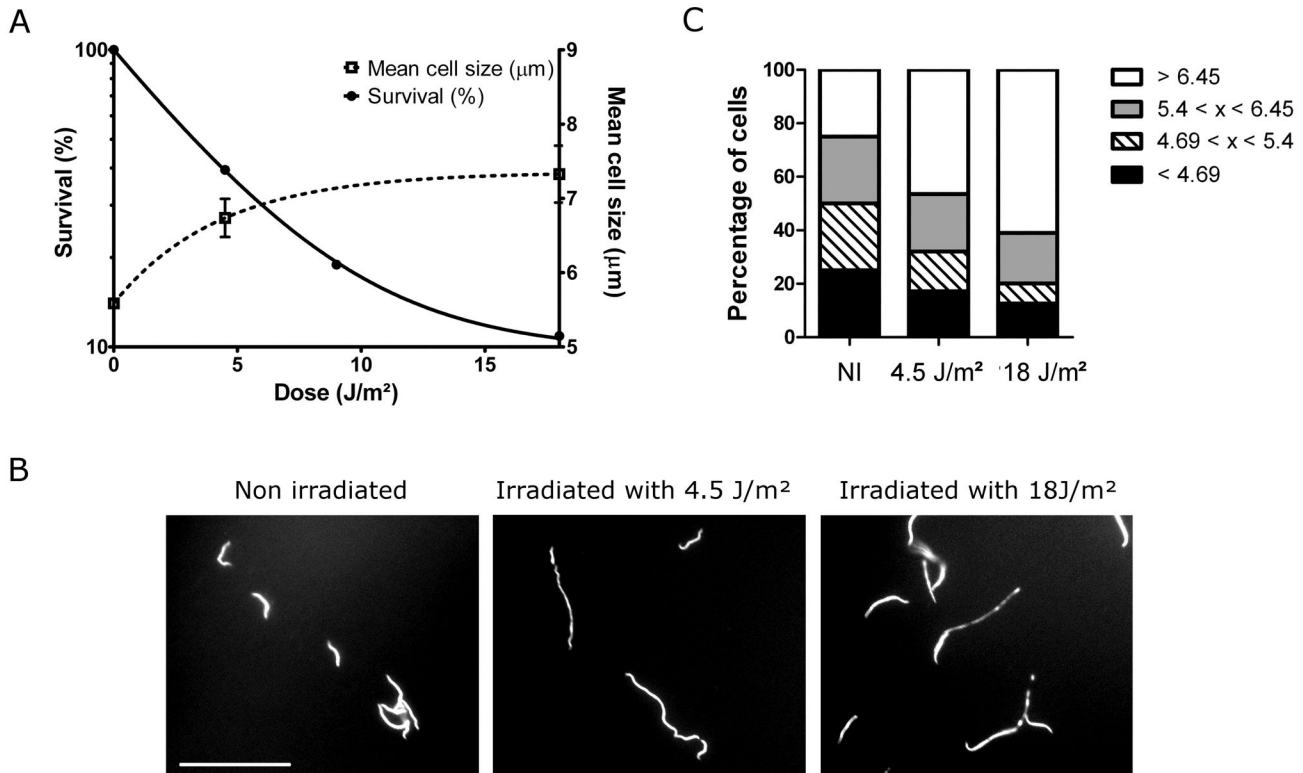 A
Survival (%)
100
10
0
5
10
15
Dose (J/m²)
Mean cell size (μm)
Survival (%)
9
8
7
6
5
Mean cell size (μm)
C
Percentage of cells
100
80
60
40
20
0
NI
4.5 J/m²
'18 J/m²
> 6.45
5.4 < x < 6.45
4.69 < x < 5.4
< 4.69
B
Non irradiated
Irradiated with 4.5 J/m²
Irradiated with 18J/m²